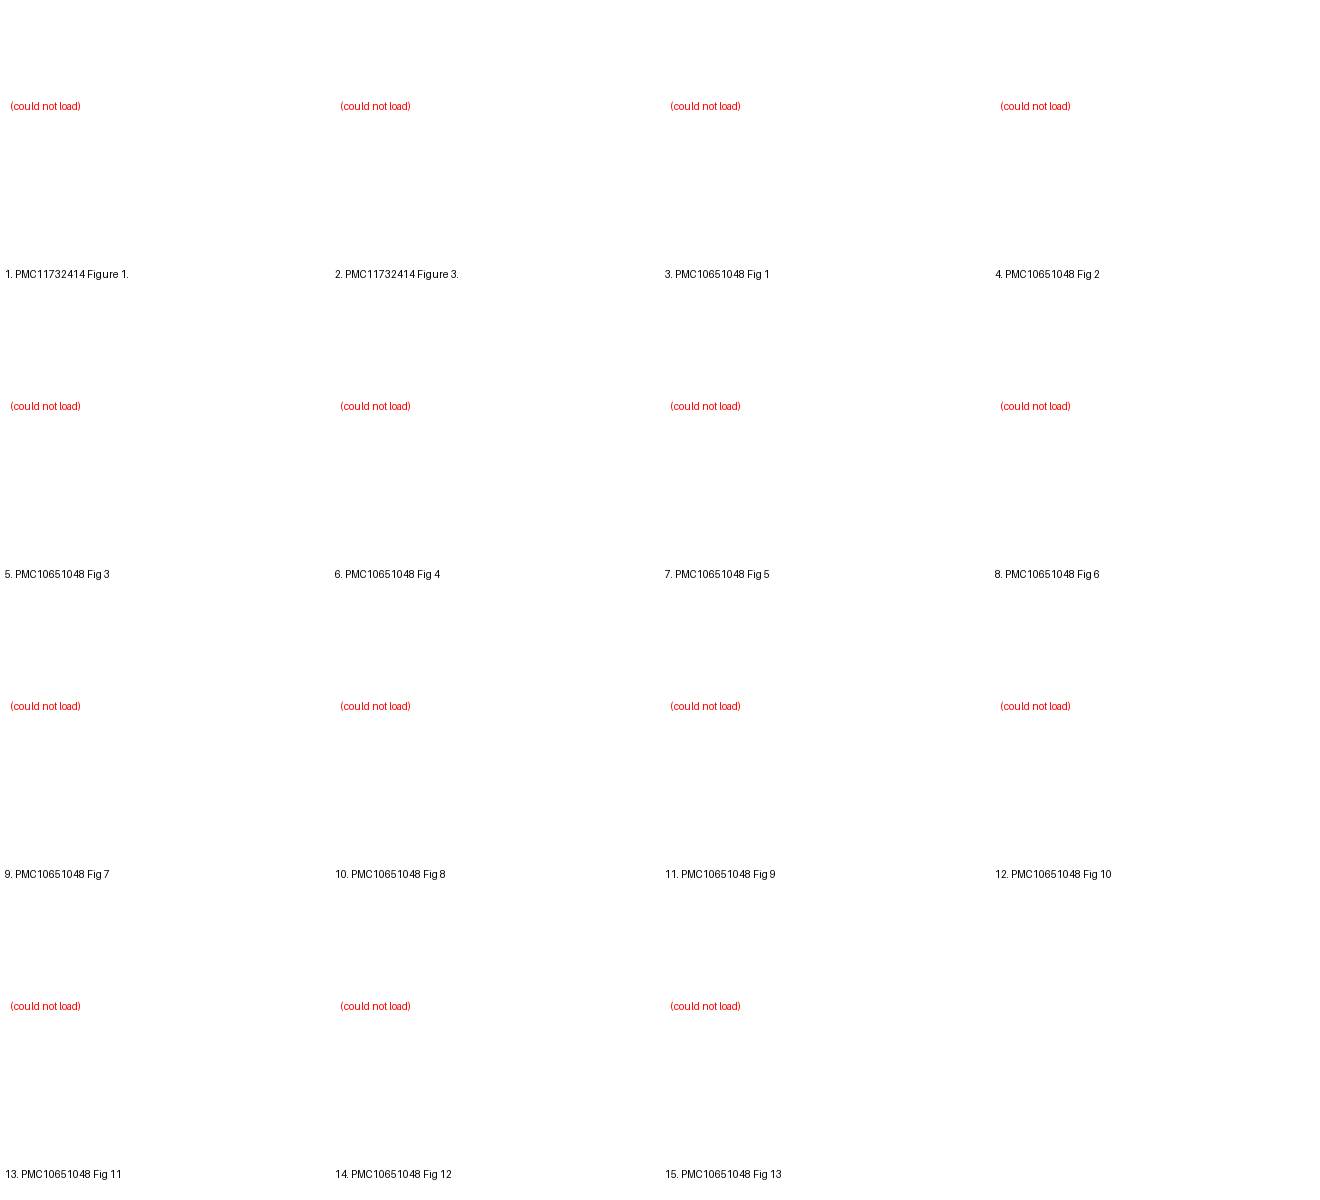 (could not load) (could not load) (could not load) (could not load)
1. PMC11732414 Figure 1. 2. PMC11732414 Figure 3. 3. PMC10651048 Fig 1 4. PMC10651048 Fig 2
(could not load) (could not load) (could not load) (could not load)
5. PMC10651048 Fig 3 6. PMC10651048 Fig 4 7. PMC10651048 Fig 5 8. PMC10651048 Fig 6
(could not load) (could not load) (could not load) (could not load)
9. PMC10651048 Fig 7 10. PMC10651048 Fig 8 11. PMC10651048 Fig 9 12. PMC10651048 Fig 10
(could not load) (could not load) (could not load)
13. PMC10651048 Fig 11 14. PMC10651048 Fig 12 15. PMC10651048 Fig 13